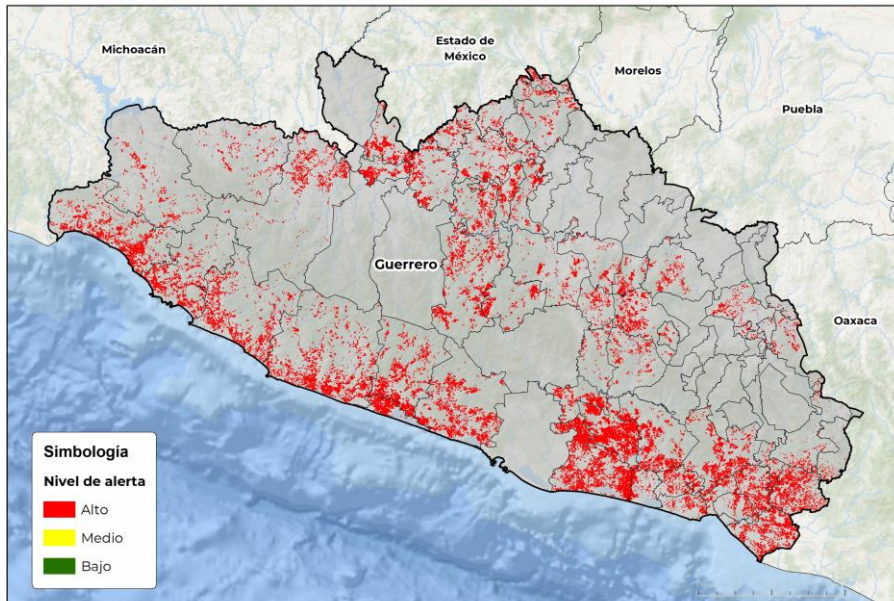 Michoacán
Estado de
México
Morelos
Puebla
Guerrero
Oaxaca
Simbología
Nivel de alerta
Alto
Medio
Bajo